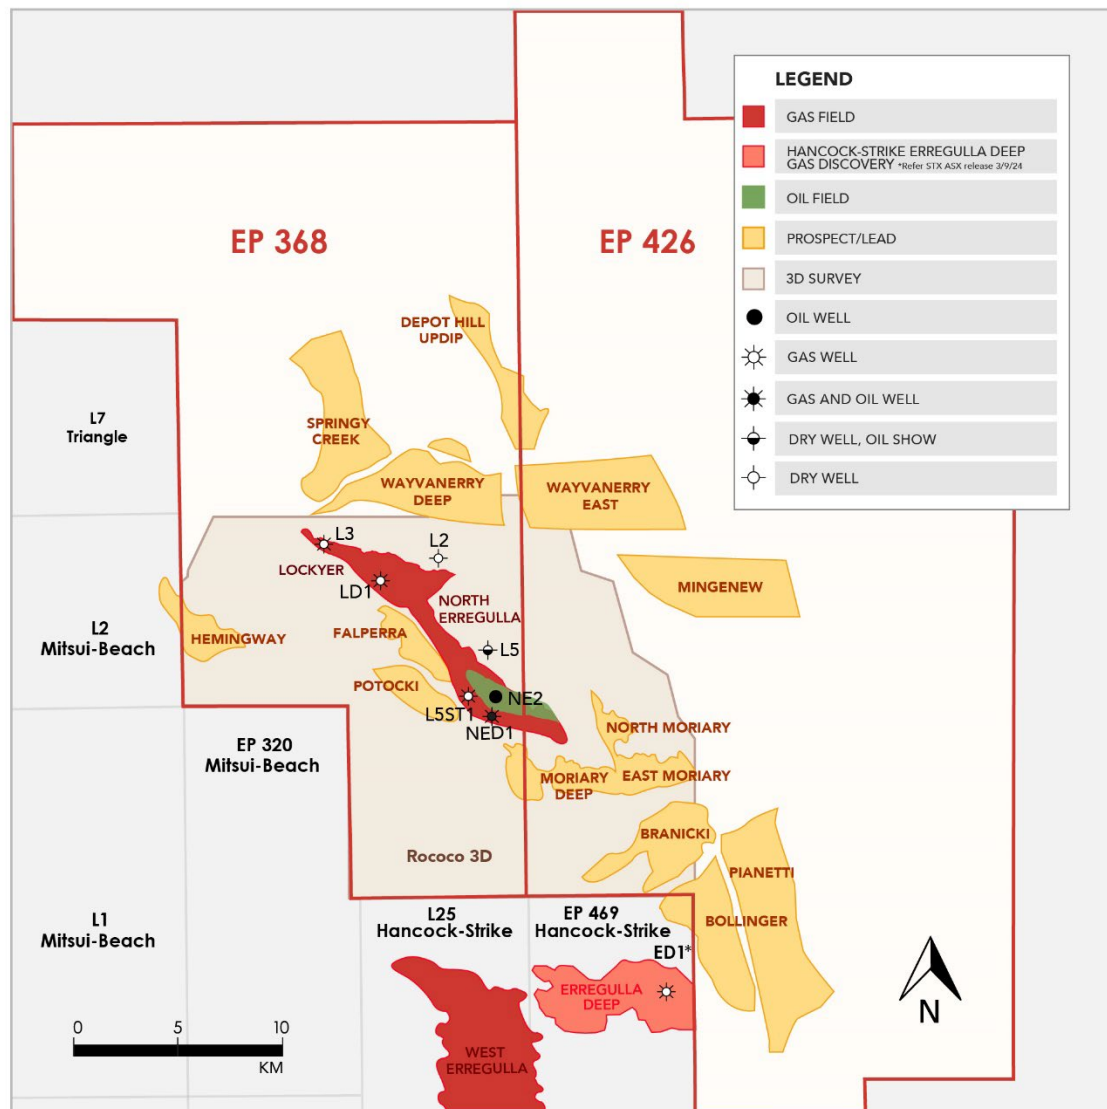 LEGEND
GAS FIELD
HANCOCK-STRIKE ERREGULLA DEEP
GAS DISCOVERY *Refer STX ASX release 3/9/24
OIL FIELD
PROSPECT/LEAD
3D SURVEY
OIL WELL
GAS WELL
GAS AND OIL WELL
DRY WELL, OIL SHOW
DRY WELL
EP 368
EP 426
DEPOT HILL
UPDIP
L7
Triangle
SPRINGY
CREEK
WAYVANERRY
DEEP
WAYVANERRY
EAST
L3
L2
LOCKYER
LD1
MINGENEW
NORTH
ERREGULLA
L2
Mitsui-Beach
HEMINGWAY
FALPERRA
L5
POTOCKI
NE2
L5ST1
NED1
NORTH MORIARY
EP 320
Mitsui-Beach
MORIARY
DEEP
EAST MORIARY
BRANICKI
Rococo 3D
PIANETTI
L1
Mitsui-Beach
L25
Hancock-Strike
EP 469
Hancock-Strike
BOLLINGER
ED1*
ERREGULLA
DEEP
N
0 5 10
KM
WEST
ERREGULLA